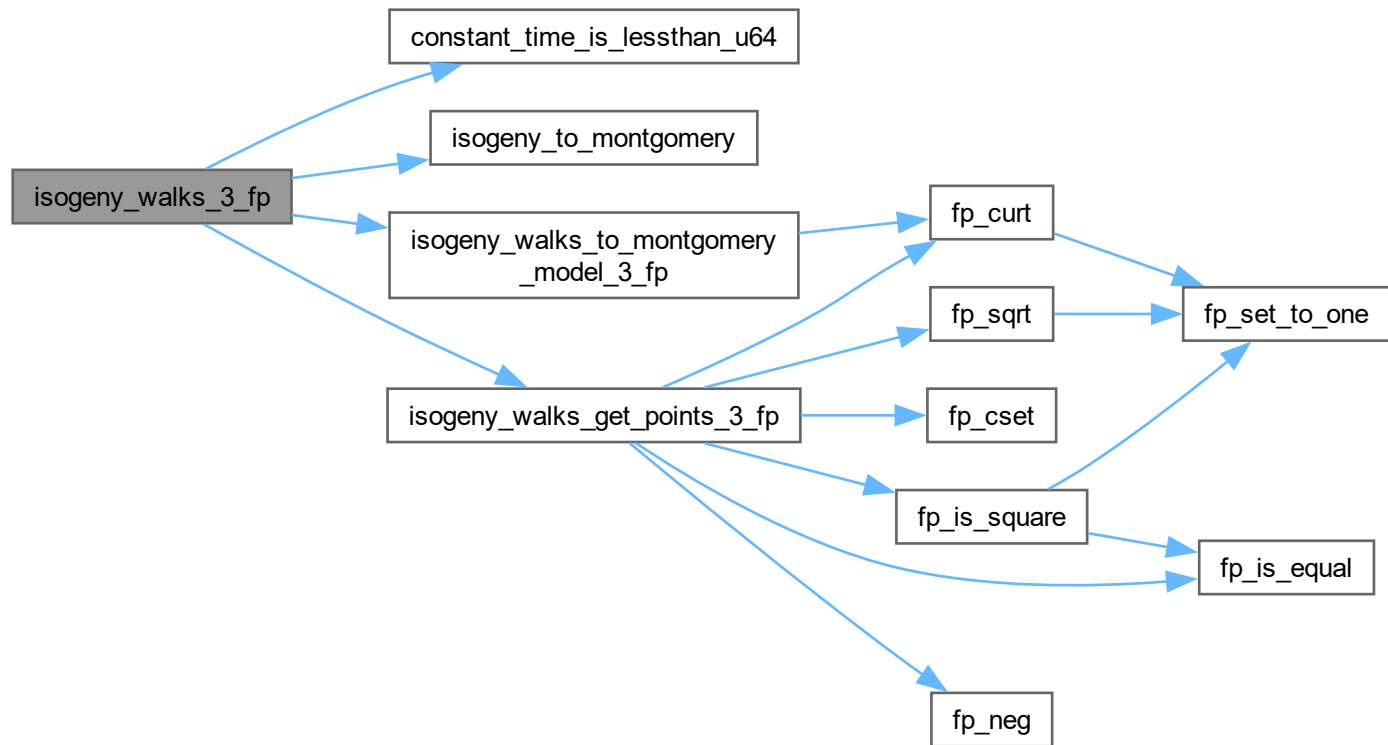 constant_time_is_lessthan_u64
isogeny_to_montgomery
isogeny_walks_3_fp
isogeny_walks_to_montgomery
_model_3_fp
fp_curt
fp_sqrt
fp_set_to_one
isogeny_walks_get_points_3_fp
fp_cset
fp_is_square
fp_is_equal
fp_neg